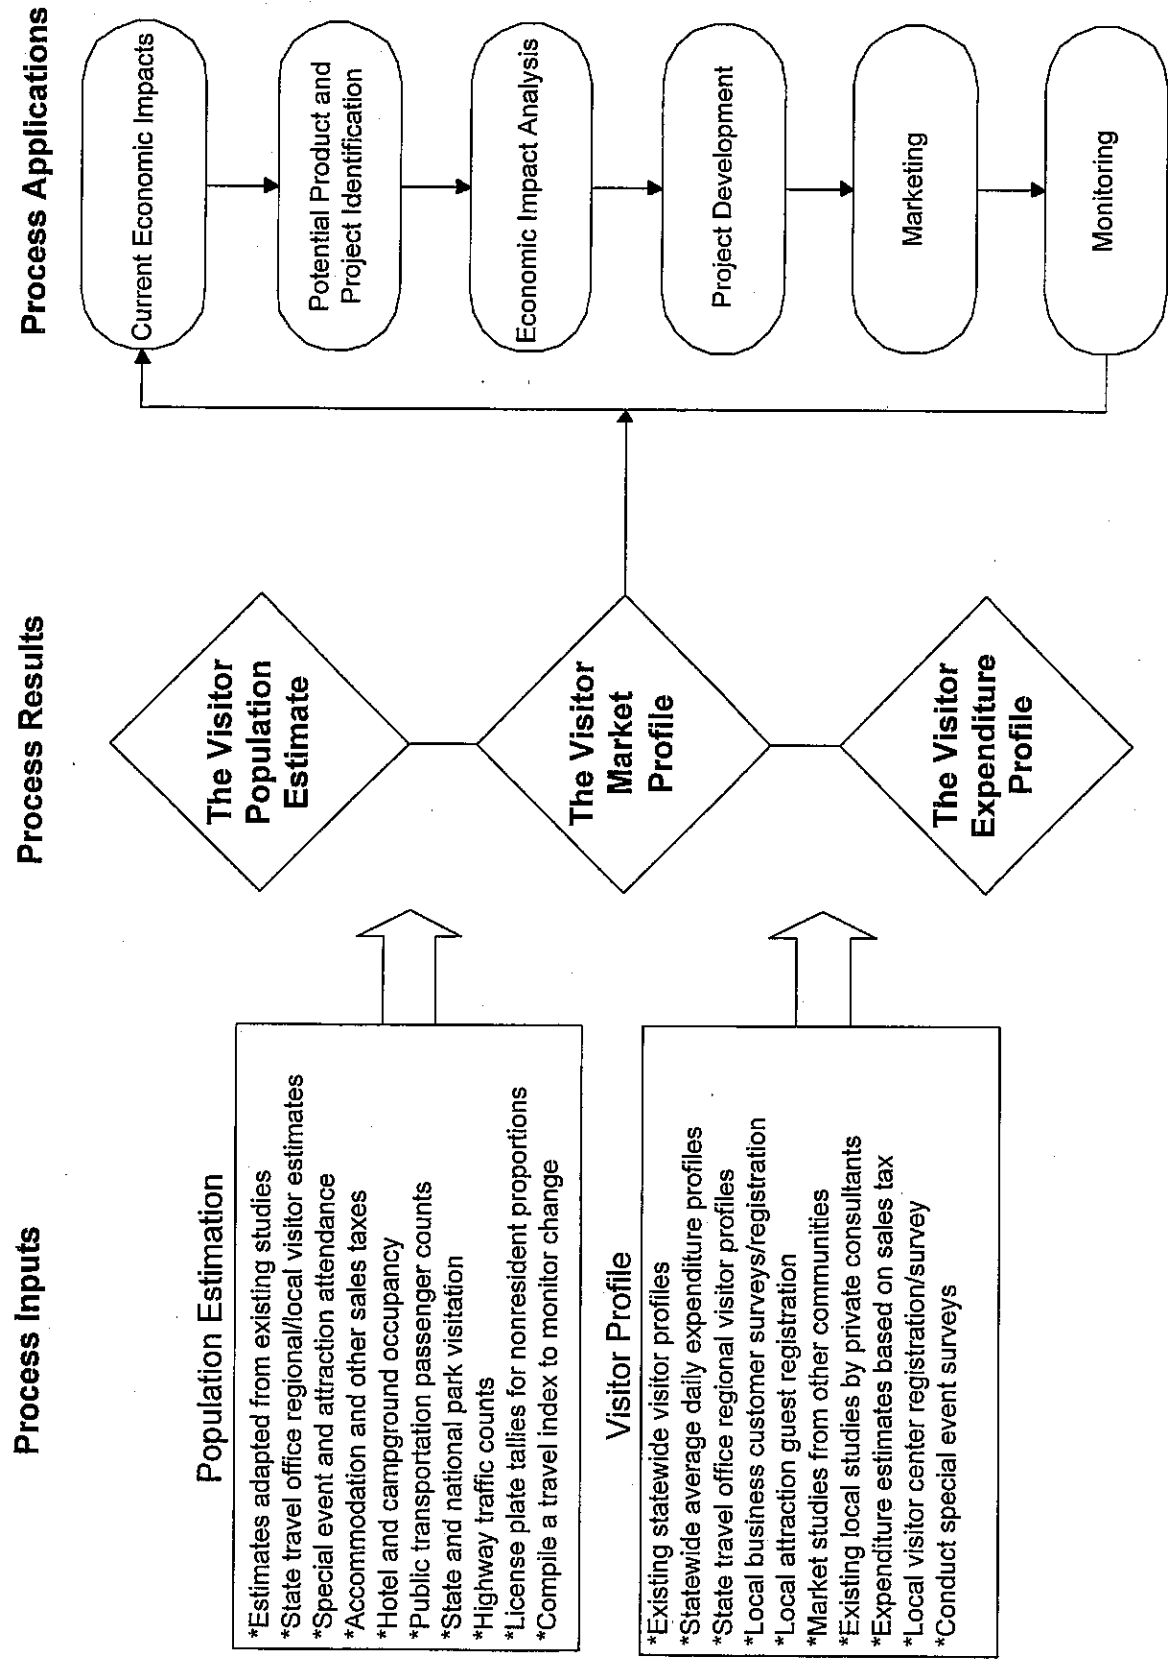 Process Inputs
Population Estimation
*Estimates adapted from existing studies
*State travel office regional/local visitor estimates
*Special event and attraction attendance
*Accommodation and other sales taxes
*Hotel and campground occupancy
*Public transportation passenger counts
*State and national park visitation
*Highway traffic counts
*License plate tallies for nonresident proportions
*Compile a travel index to monitor change
Visitor Profile
*Existing statewide visitor profiles
*Statewide average daily expenditure profiles
*State travel office regional visitor profiles
*Local business customer surveys/registration
*Local attraction guest registration
*Market studies from other communities
*Existing local studies by private consultants
*Expenditure estimates based on sales tax
*Local visitor center registration/survey
*Conduct special event surveys
Process Results
The Visitor
Population
Estimate
The Visitor
Market
Profile
The Visitor
Expenditure
Profile
Process Applications
Current Economic Impacts
Potential Product and
Project Identification
Economic Impact Analysis
Project Development
Marketing
Monitoring